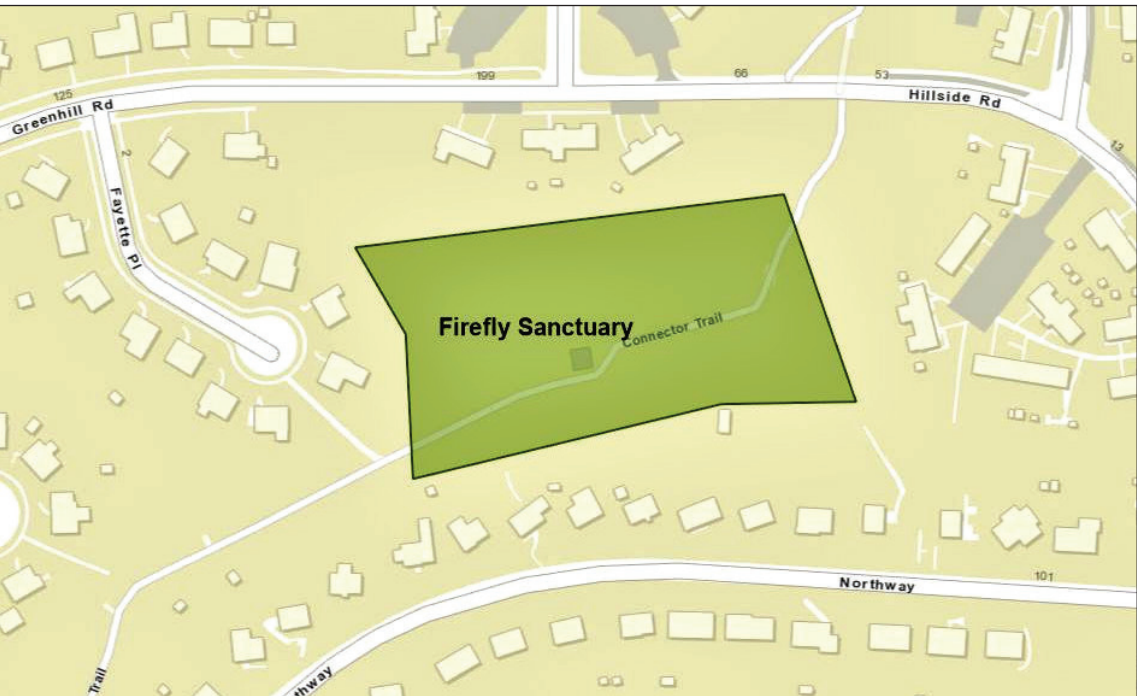 199
66
53
125
Greenhill Rd
Hillside Rd
13
2
Fayette Pl
Firefly Sanctuary
Connector Trail
Northway
101
Trail
thway